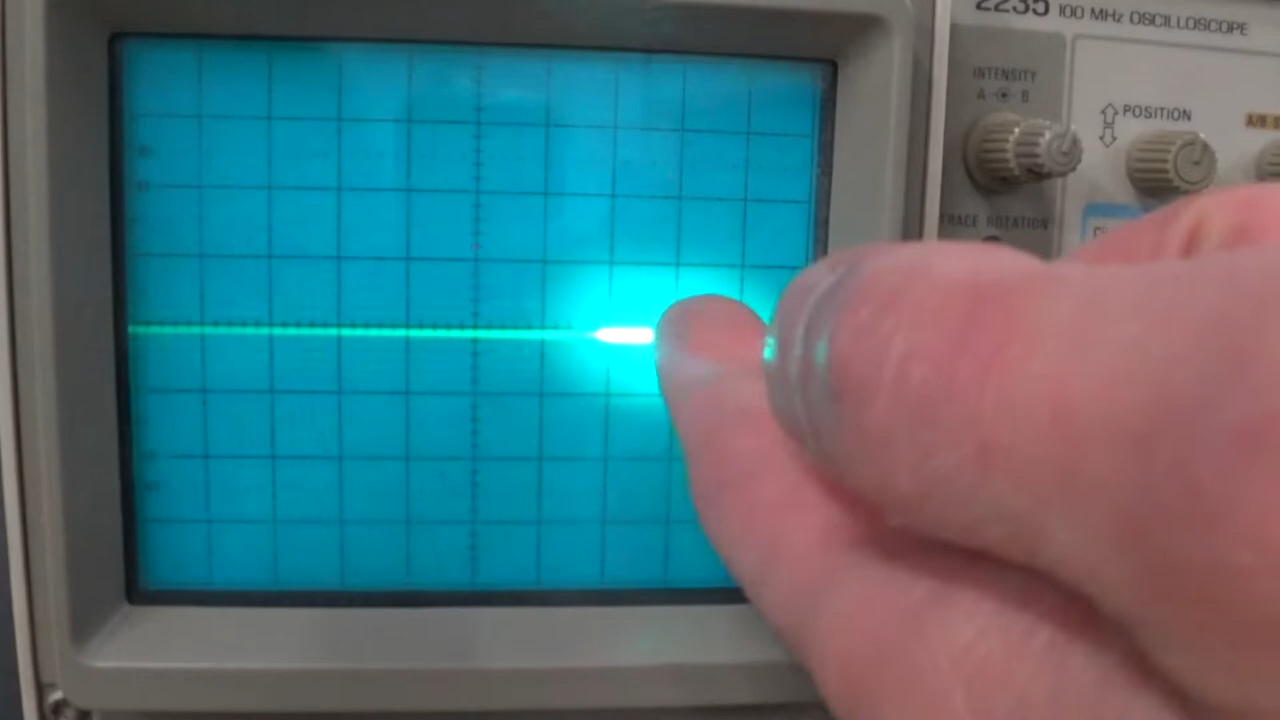 2235 100 MHz OSCILLOSCOPE
INTENSITY
A B
POSITION
A/B
TRACE ROTATION